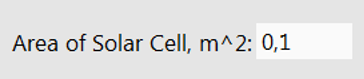 Area of Solar Cell, m^2: 0,1